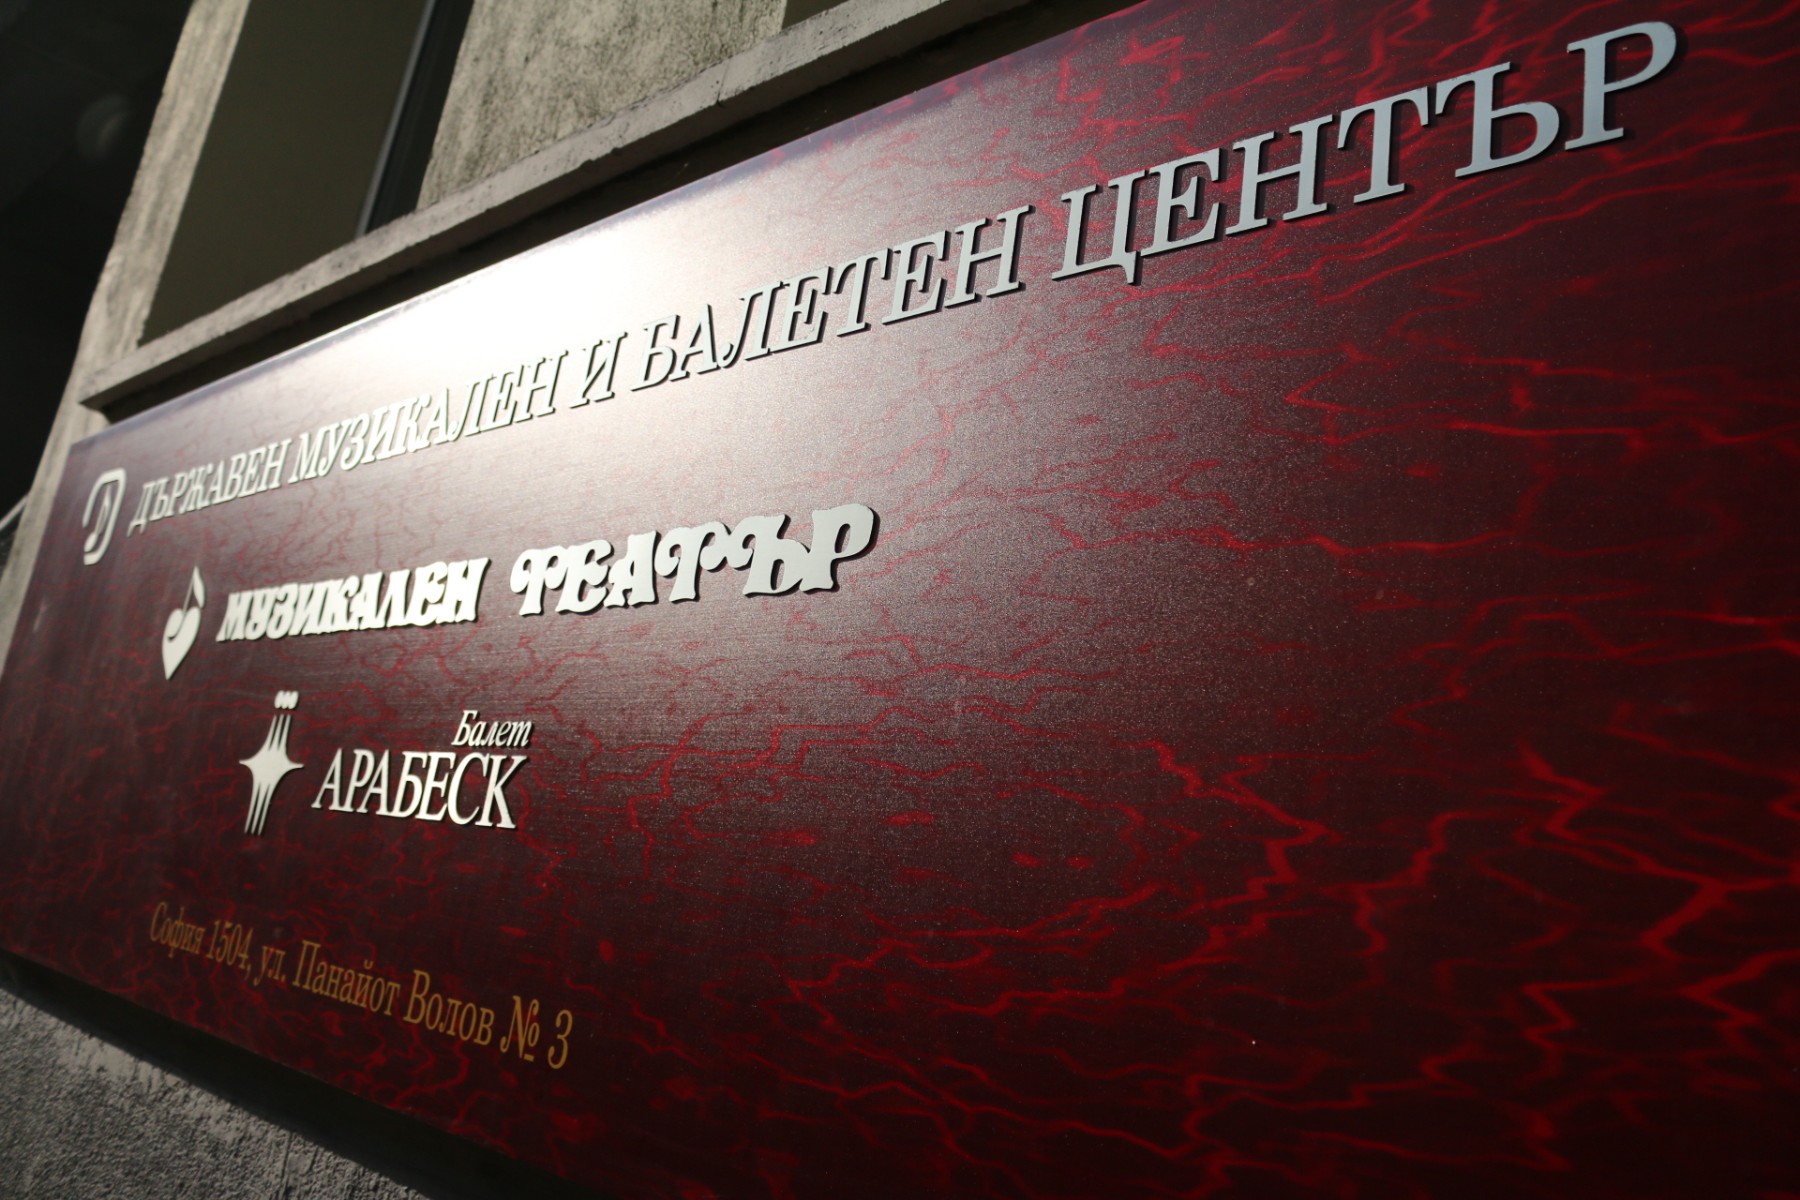 ДЪРЖАВЕН МУЗИКАЛЕН И БАЛЕТЕН ЦЕНТЪР
МУЗИКАЛЕН ТЕАТЪР
Балет
АРАБЕСК
София 1504, ул. Панайот Волов № 3